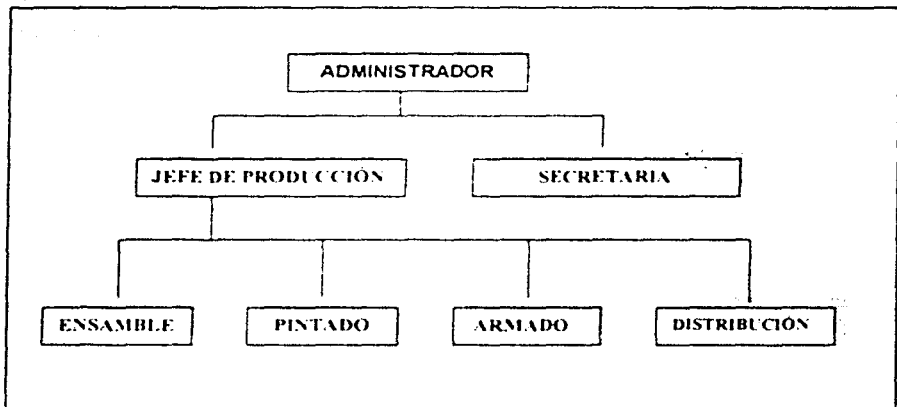 ADMINISTRADOR
JEFE DE PRODUCCIÓN
SECRETARIA
ENSAMBLE
PINTADO
ARMADO
DISTRIBUCIÓN